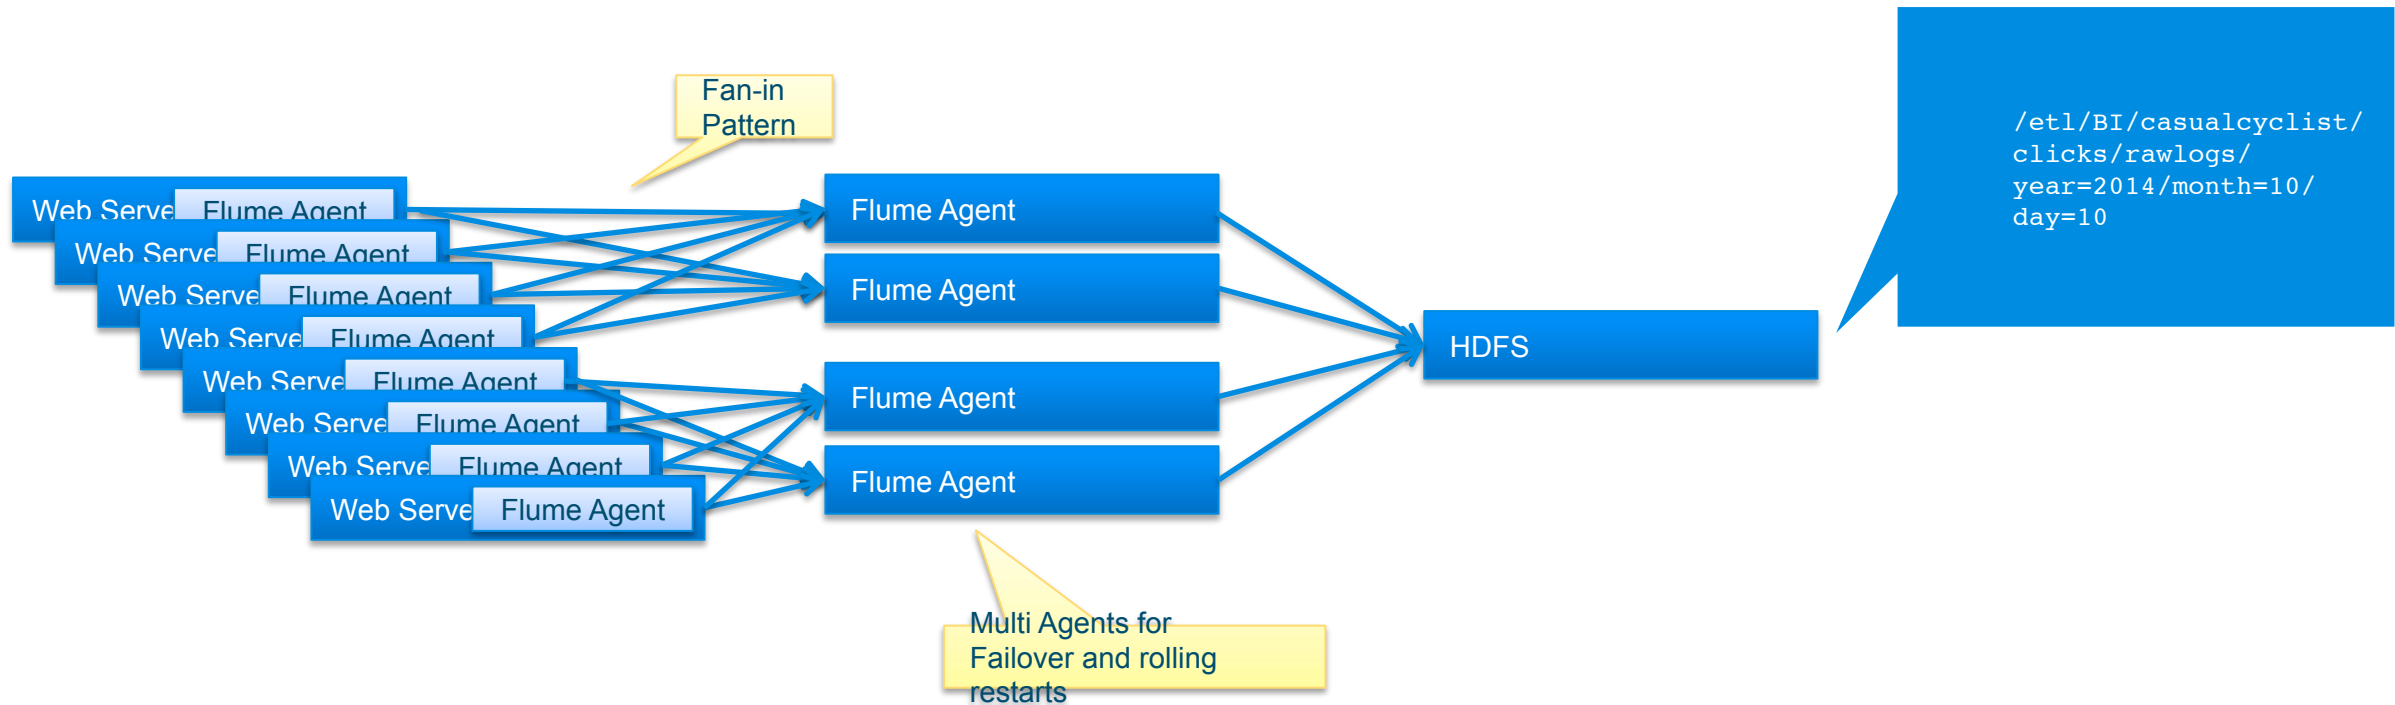 Fan-in
Pattern
/etl/BI/casualcyclist/
clicks/rawlogs/
year=2014/month=10/
day=10
Web Serve Flume Agent
Web Serve Flume Agent
Web Serve Flume Agent
Web Serve Flume Agent
Web Serve Flume Agent
Web Serve Flume Agent
Web Serve Flume Agent
Web Serve Flume Agent
Flume Agent
Flume Agent
Flume Agent
Flume Agent
HDFS
Multi Agents for
Failover and rolling
restarts